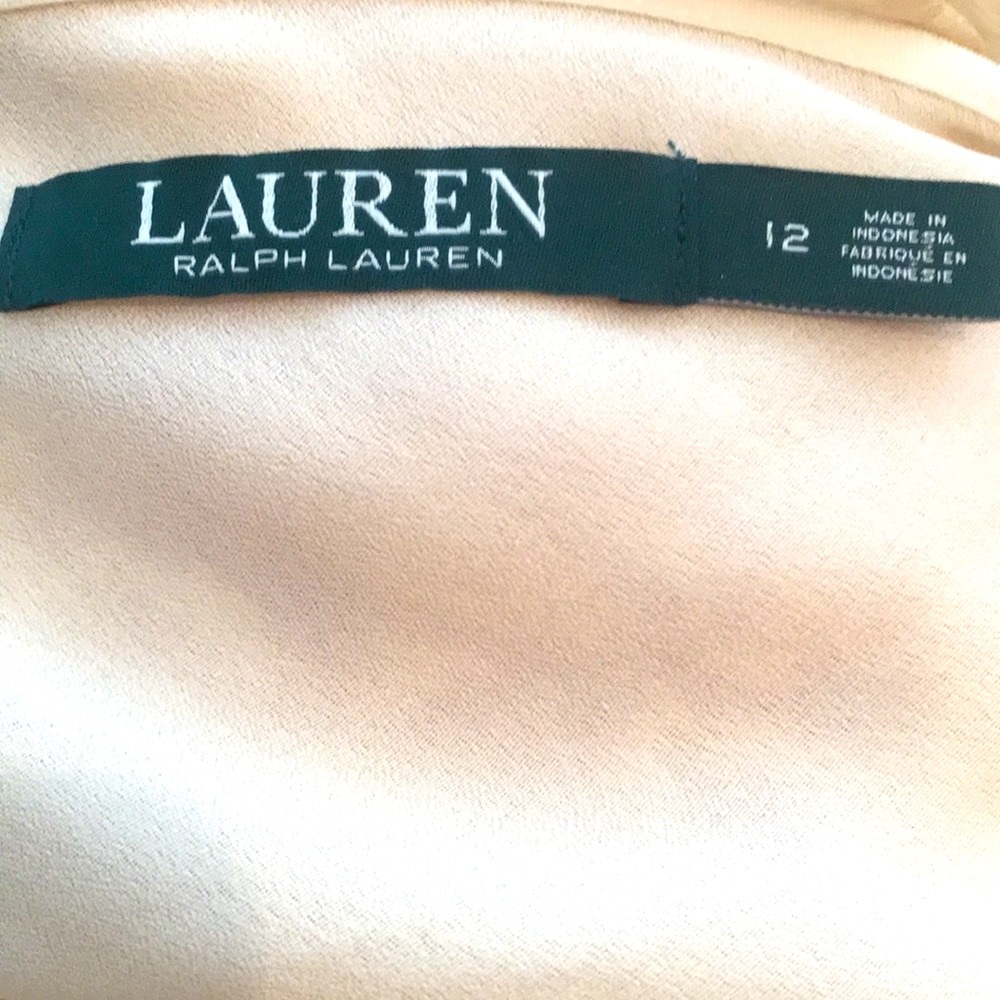 LAUREN
RALPH LAUREN
12
MADE IN
INDONESIA
FABRIQUÉ EN
INDONÉSIE